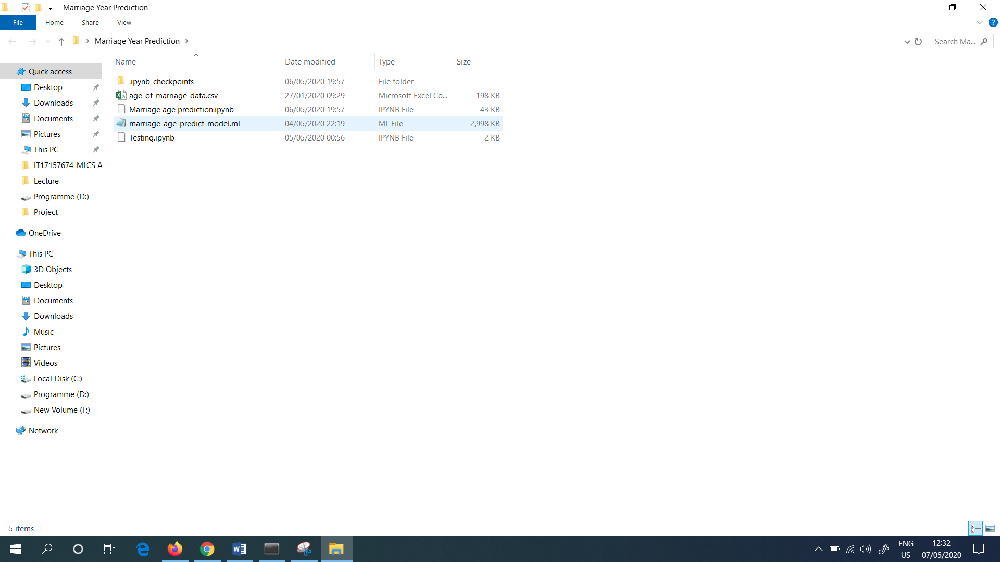 Marriage Year Prediction
File Home Share View
Marriage Year Prediction Search Ma...
Name Date modified Type Size
Quick access
Desktop
Downloads
Documents
Pictures
This PC
IT17157674_MLCS A
Lecture
Programme (D:)
Project
OneDrive
This PC
3D Objects
Desktop
Documents
Downloads
Music
Pictures
Videos
Local Disk (C:)
Programme (D:)
New Volume (F:)
Network
.ipynb_checkpoints 06/05/2020 19:57 File folder
age_of_marriage_data.csv 27/01/2020 09:29 Microsoft Excel Co... 198 KB
Marriage age prediction.ipynb 06/05/2020 19:57 IPYNB File 43 KB
marriage_age_predict_model.ml 04/05/2020 22:19 ML File 2,998 KB
Testing.ipynb 05/05/2020 00:56 IPYNB File 2 KB
5 items
ENG 12:32
US 07/05/2020